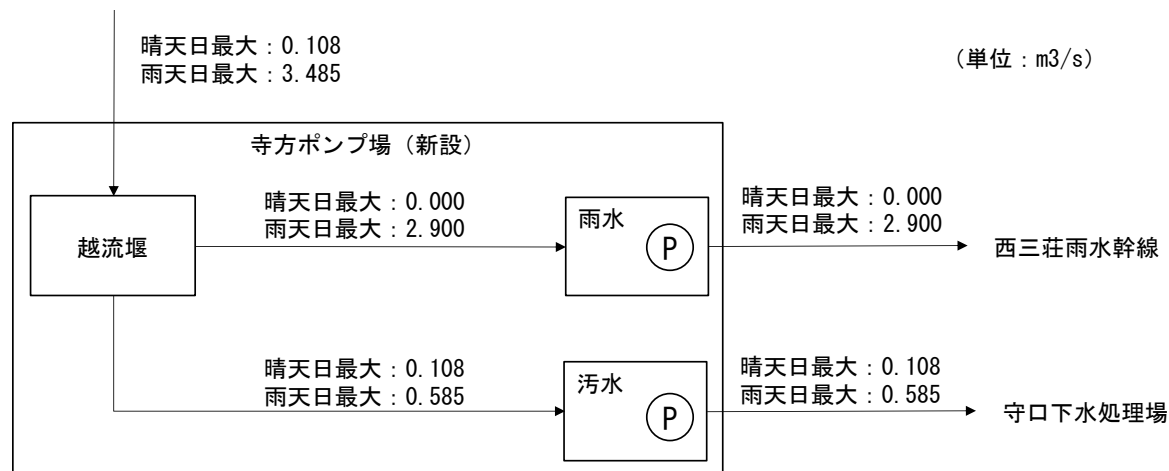 晴天日最大：0.108
雨天日最大：3.485
（単位：m3/s）
寺方ポンプ場（新設）
晴天日最大：0.000
雨天日最大：2.900
晴天日最大：0.000
雨天日最大：2.900
雨水
P
越流堰
西三荘雨水幹線
晴天日最大：0.108
雨天日最大：0.585
晴天日最大：0.108
雨天日最大：0.585
汚水
P
守口下水処理場